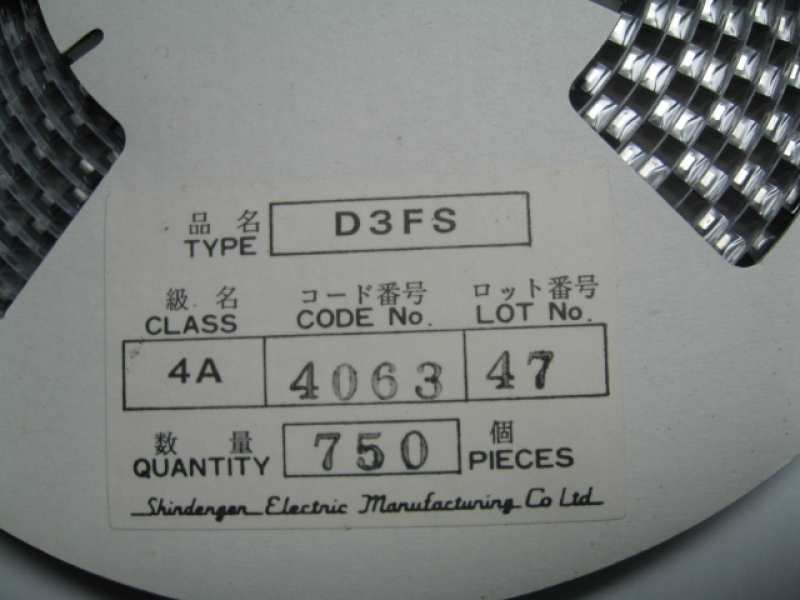 品名 D3FS
TYPE
級名 コード番号 ロット番号
CLASS CODE No. LOT No.
4A 4063 47
数量 750 個
QUANTITY PIECES
Shindengen Electric Manufacturing Co Ltd